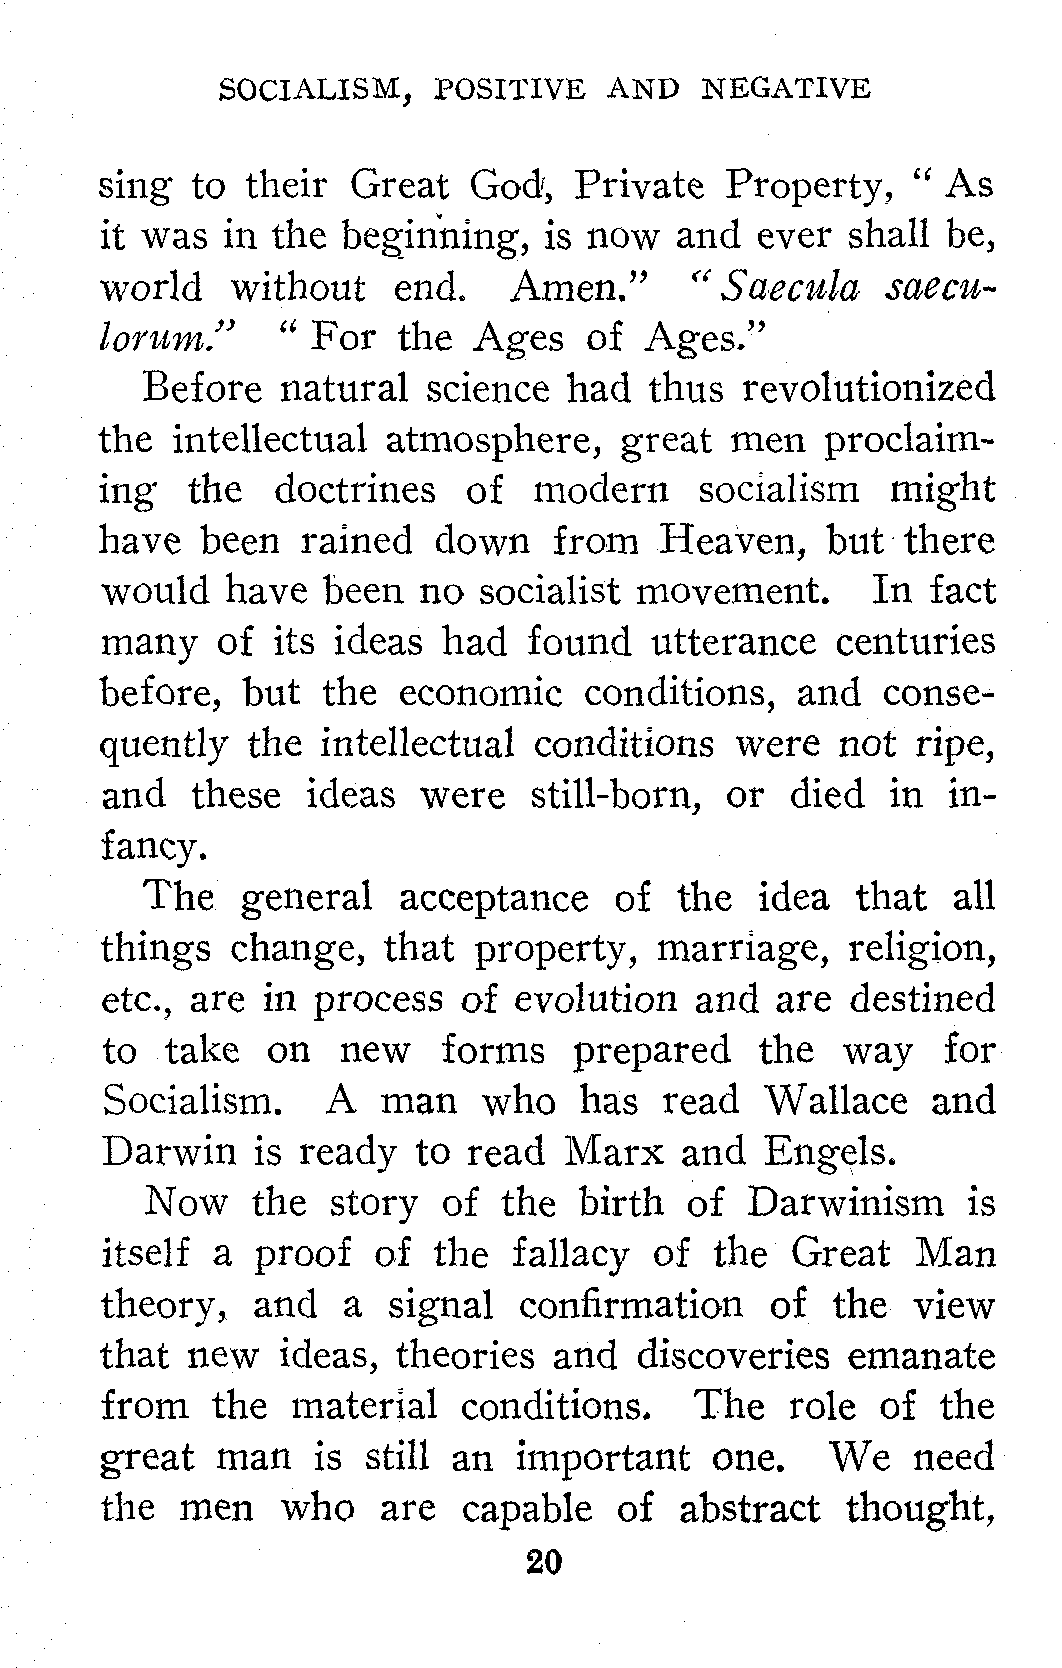 SOCIALISM, POSITIVE AND NEGATIVE
sing to their Great God, Private Property, “ As
it was in the beginning, is now and ever shall be,
world without end. Amen.” “ Saecula saecu-
lorum.” “ For the Ages of Ages.”
Before natural science had thus revolutionized
the intellectual atmosphere, great men proclaim-
ing the doctrines of modern socialism might
have been rained down from Heaven, but there
would have been no socialist movement. In fact
many of its ideas had found utterance centuries
before, but the economic conditions, and conse-
quently the intellectual conditions were not ripe,
and these ideas were still-born, or died in in-
fancy.
The general acceptance of the idea that all
things change, that property, marriage, religion,
etc., are in process of evolution and are destined
to take on new forms prepared the way for
Socialism. A man who has read Wallace and
Darwin is ready to read Marx and Engels.
Now the story of the birth of Darwinism is
itself a proof of the fallacy of the Great Man
theory, and a signal confirmation of the view
that new ideas, theories and discoveries emanate
from the material conditions. The role of the
great man is still an important one. We need
the men who are capable of abstract thought,
20